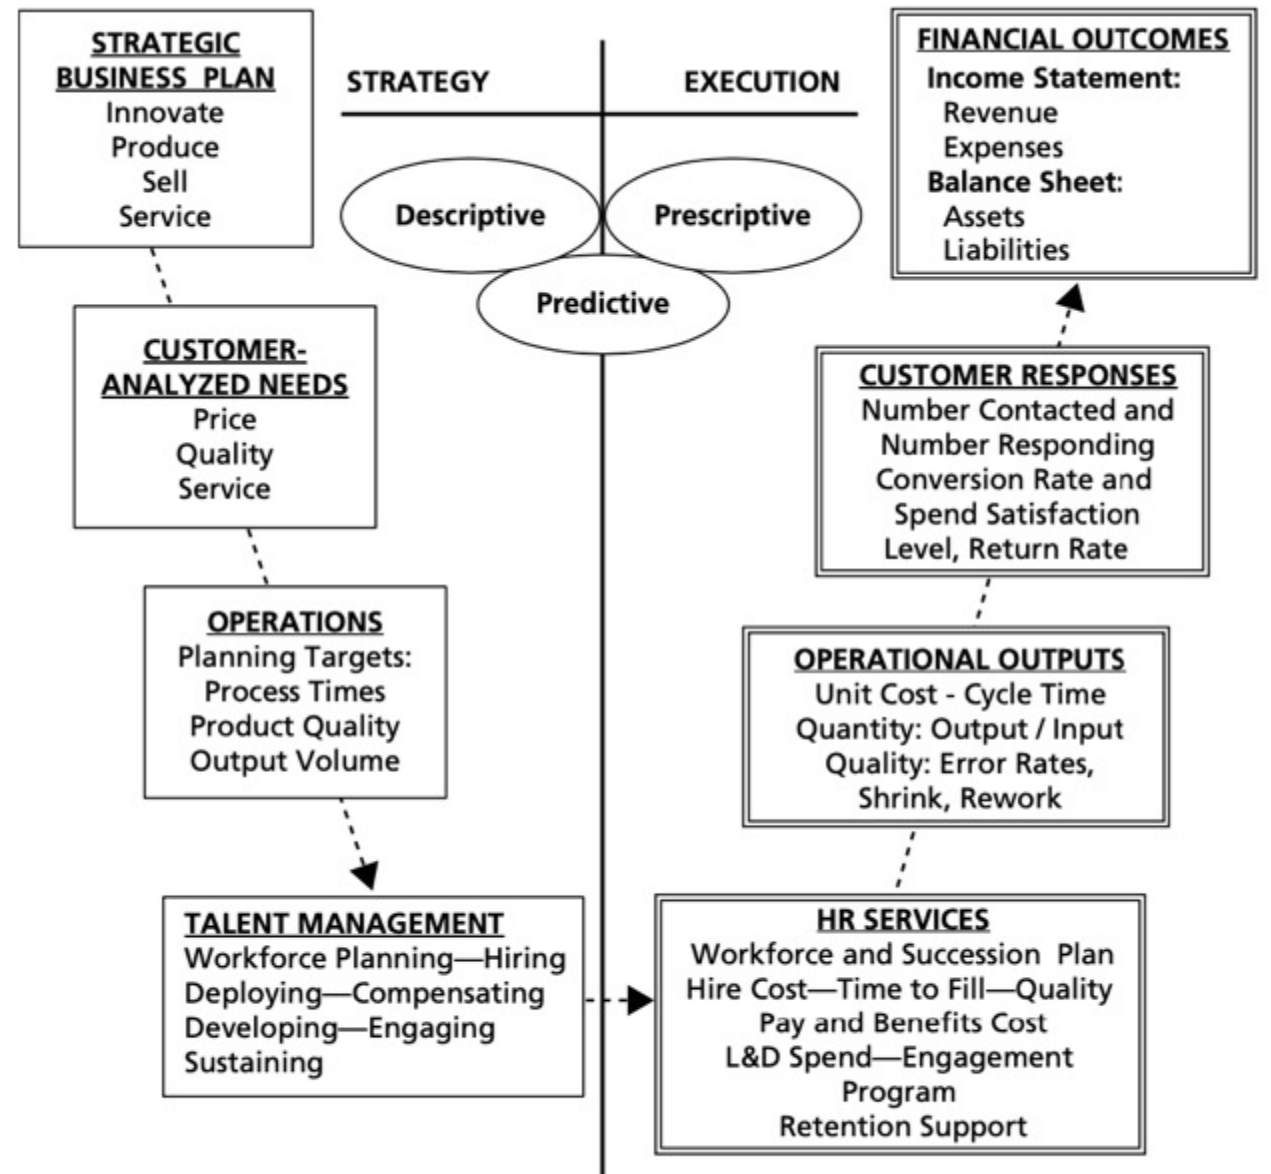 STRATEGIC
BUSINESS PLAN
Innovate
Produce
Sell
Service
STRATEGY
EXECUTION
Descriptive
Prescriptive
Predictive
FINANCIAL OUTCOMES
Income Statement:
Revenue
Expenses
Balance Sheet:
Assets
Liabilities
CUSTOMER-
ANALYZED NEEDS
Price
Quality
Service
CUSTOMER RESPONSES
Number Contacted and
Number Responding
Conversion Rate and
Spend Satisfaction
Level, Return Rate
OPERATIONS
Planning Targets:
Process Times
Product Quality
Output Volume
OPERATIONAL OUTPUTS
Unit Cost - Cycle Time
Quantity: Output / Input
Quality: Error Rates,
Shrink, Rework
TALENT MANAGEMENT
Workforce Planning—Hiring
Deploying—Compensating
Developing—Engaging
Sustaining
HR SERVICES
Workforce and Succession Plan
Hire Cost—Time to Fill—Quality
Pay and Benefits Cost
L&D Spend—Engagement
Program
Retention Support